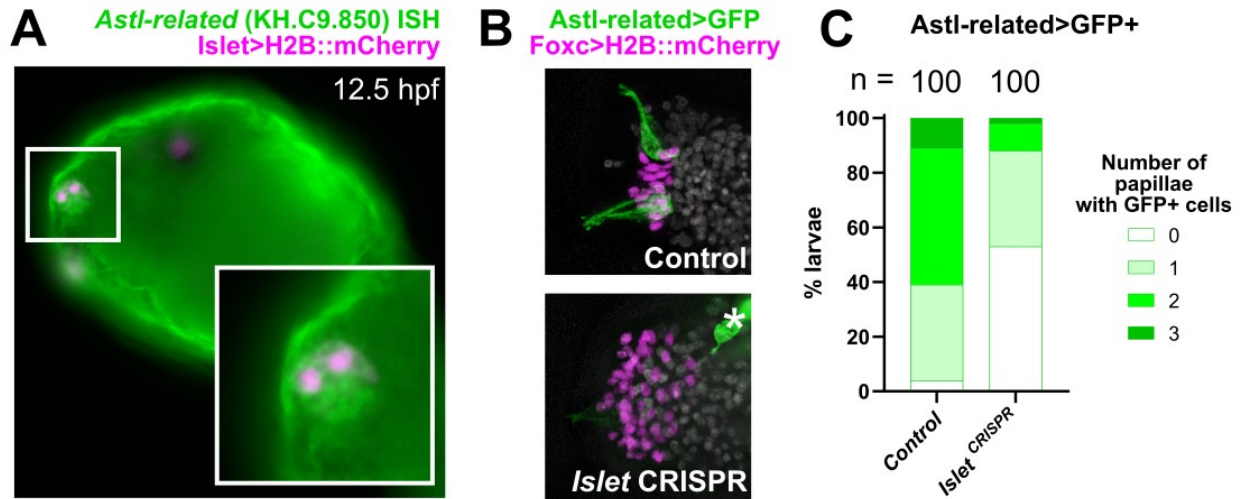 A
Astl-related (KH.C9.850) ISH
Islet>H2B::mCherry
12.5 hpf
B
Astl-related>GFP
Foxc>H2B::mCherry
Control
*
Islet CRISPR
C
Astl-related>GFP+
n = 100 100
100
80
60
40
20
0
% larvae
Control
Islet CRISPR
Number of
papillae
with GFP+ cells
0
1
2
3